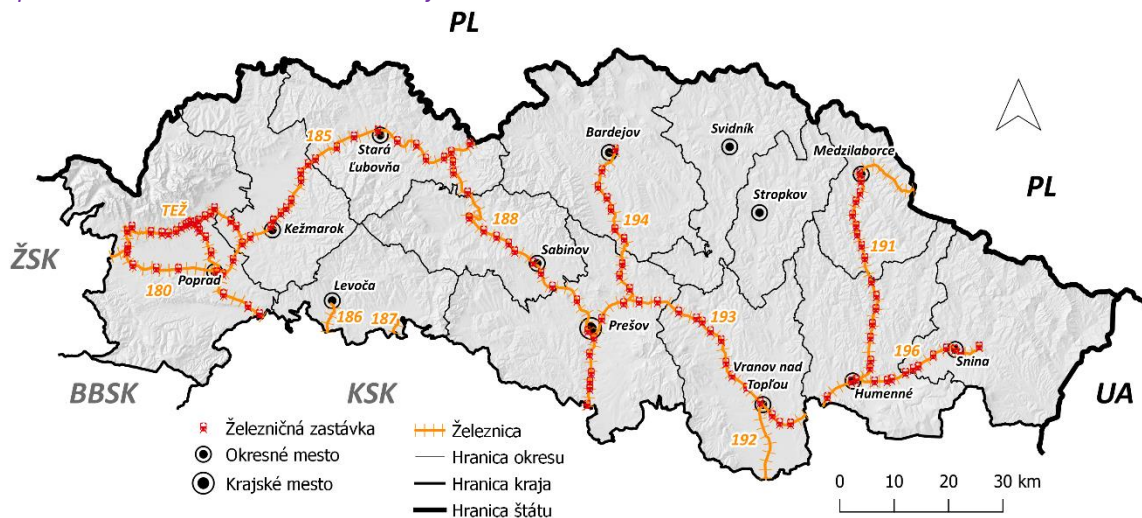 PL
185
Stará
Ľubovňa
Bardejov
Svidník
Medzilaborce
Stropkov
PL
TEŽ
188
194
191
ŽSK
Kežmarok
Sabinov
180
Poprad
Levoča
186
187
Prešov
193
196
Snina
Vranov nad
Topľou
Humenné
192
BBSK
KSK
UA
Železničná zastávka
Okresné mesto
Krajské mesto
Železnica
Hranica okresu
Hranica kraja
Hranica štátu
0 10 20 30 km